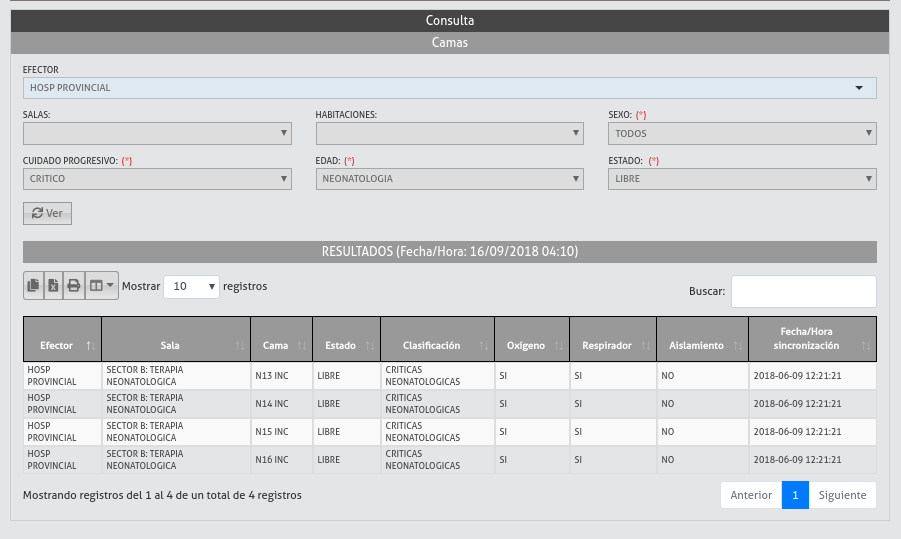 Consulta
Camas
EFECTOR
HOSP PROVINCIAL
SALAS: HABITACIONES: SEXO: (*)
TODOS
CUIDADO PROGRESIVO: (*) EDAD: (*) ESTADO: (*)
CRITICO NEONATOLOGIA LIBRE
Ver
RESULTADOS (Fecha/Hora: 16/09/2018 04:10)
Mostrar 10 registros
Buscar:
Efector Sala Cama Estado Clasificación Oxigeno Respirador Aislamiento Fecha/Hora sincronización
HOSP PROVINCIAL SECTOR B: TERAPIA NEONATOLOGICA N13 INC LIBRE CRITICAS NEONATOLOGICAS SI SI NO 2018-06-09 12:21:21
HOSP PROVINCIAL SECTOR B: TERAPIA NEONATOLOGICA N14 INC LIBRE CRITICAS NEONATOLOGICAS SI SI NO 2018-06-09 12:21:21
HOSP PROVINCIAL SECTOR B: TERAPIA NEONATOLOGICA N15 INC LIBRE CRITICAS NEONATOLOGICAS SI SI NO 2018-06-09 12:21:21
HOSP PROVINCIAL SECTOR B: TERAPIA NEONATOLOGICA N16 INC LIBRE CRITICAS NEONATOLOGICAS SI SI NO 2018-06-09 12:21:21
Mostrando registros del 1 al 4 de un total de 4 registros
Anterior 1 Siguiente